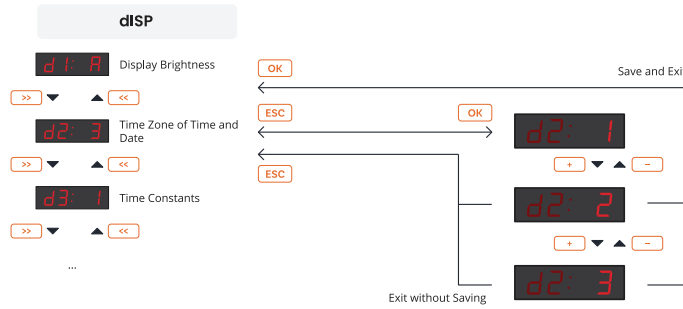 dISP
d1: A
Display Brightness
OK
Save and Exi
>>
<<
ESC
OK
d2: 3
Time Zone of Time and
Date
d2: 1
>>
<<
ESC
+
−
d3: 1
Time Constants
d2: 2
>>
<<
+
−
...
d2: 3
Exit without Saving